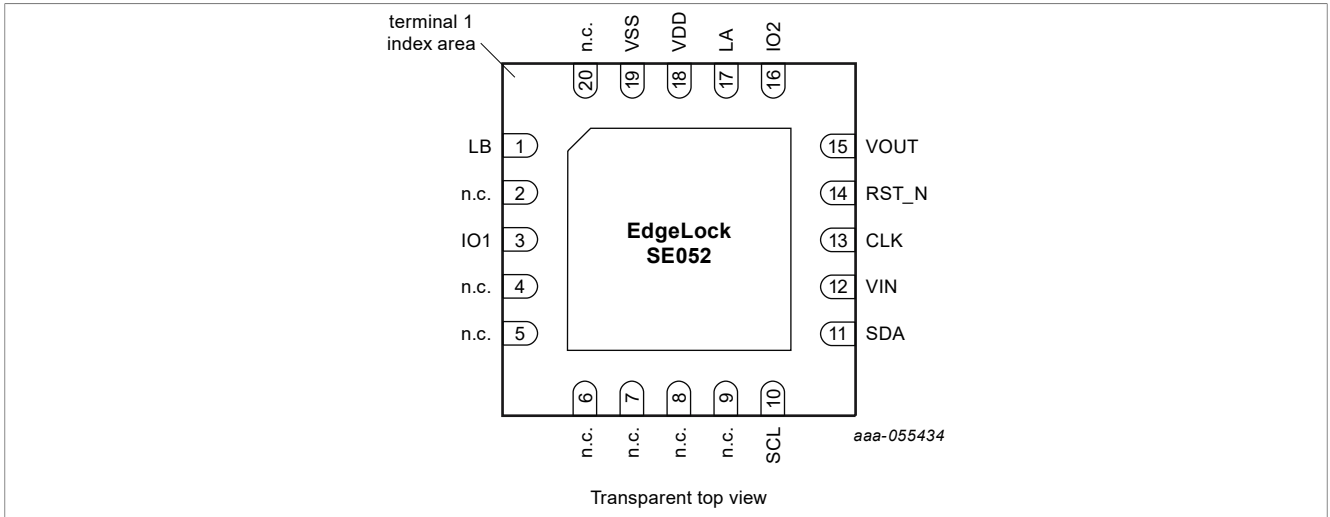 terminal 1
index area
n.c.
VSS
VDD
LA
IO2
20
19
18
17
16
LB 1
n.c. 2
IO1 3
n.c. 4
n.c. 5
EdgeLock
SE052
15 VOUT
14 RST_N
13 CLK
12 VIN
11 SDA
6
7
8
9
10
n.c.
n.c.
n.c.
n.c.
SCL
aaa-055434
Transparent top view